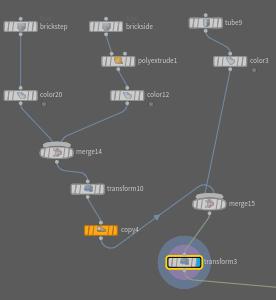 brickstep
brickside
tube9
polyextrude1
color3
color20
color12
merge14
transform10
merge15
copy4
transform3